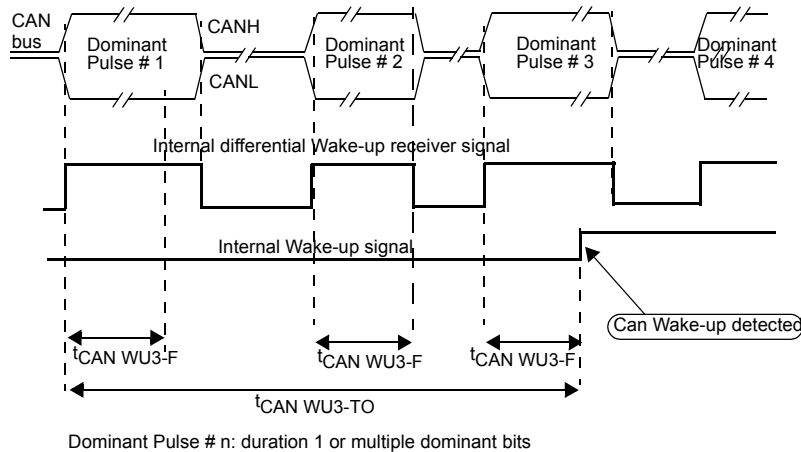 CAN
bus
CANH
CANL
Dominant
Pulse # 1
Dominant
Pulse # 2
Dominant
Pulse # 3
Dominant
Pulse # 4
Internal differential Wake-up receiver signal
Internal Wake-up signal
Can Wake-up detected
tCAN WU3-F
tCAN WU3-F
tCAN WU3-F
tCAN WU3-TO
Dominant Pulse # n: duration 1 or multiple dominant bits